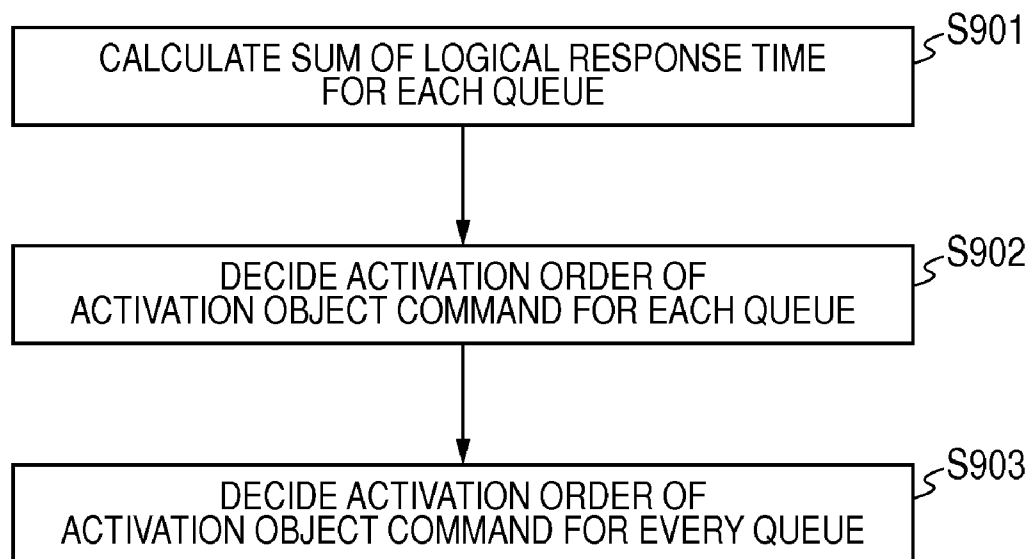 S901
CALCULATE SUM OF LOGICAL RESPONSE TIME
FOR EACH QUEUE
S902
DECIDE ACTIVATION ORDER OF
ACTIVATION OBJECT COMMAND FOR EACH QUEUE
S903
DECIDE ACTIVATION ORDER OF
ACTIVATION OBJECT COMMAND FOR EVERY QUEUE